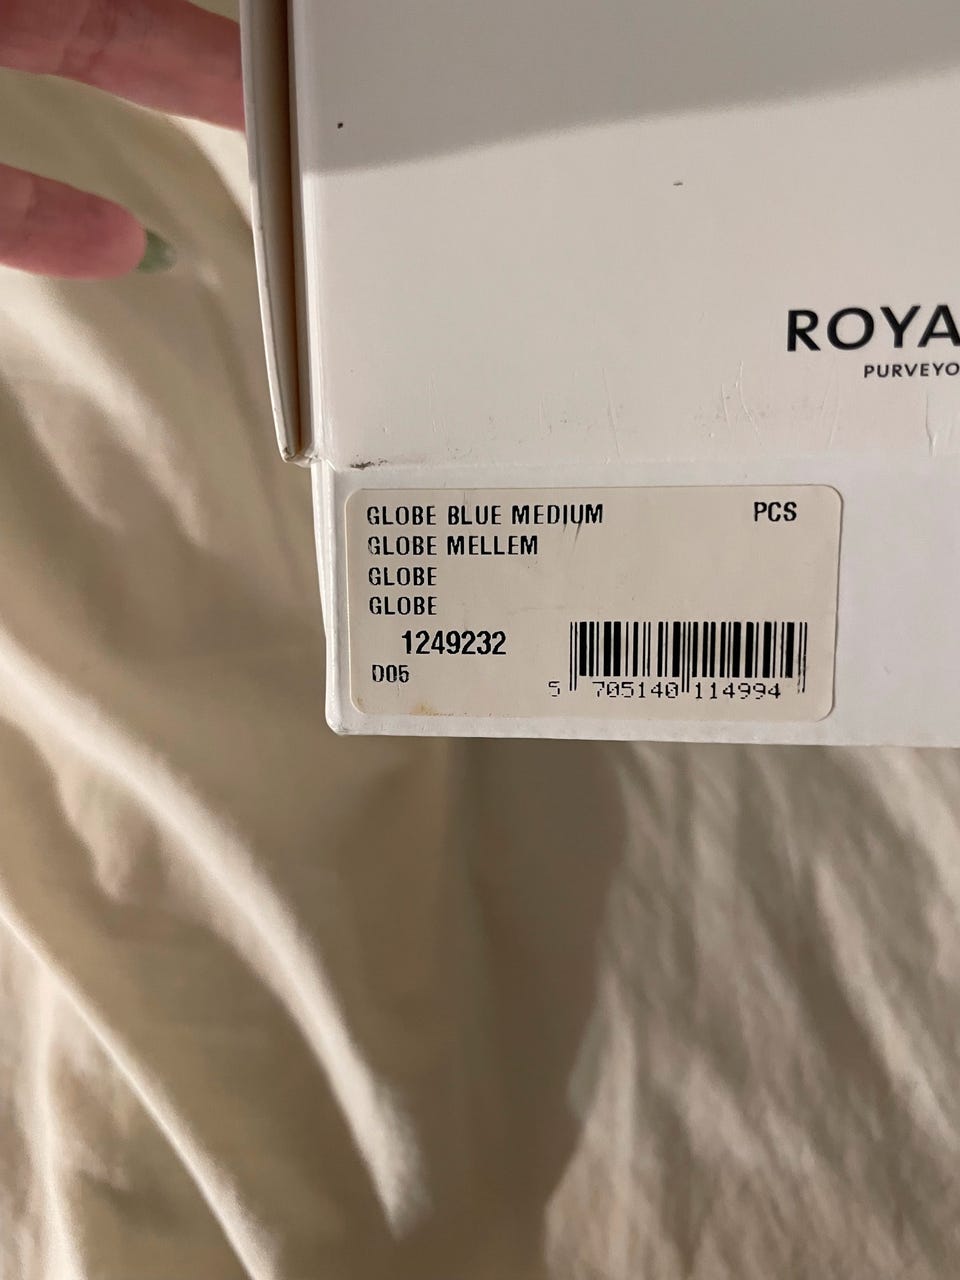 ROYA
PURVEYO
GLOBE BLUE MEDIUM PCS
GLOBE MELLEM
GLOBE
GLOBE
1249232
D05
5 705140 114994